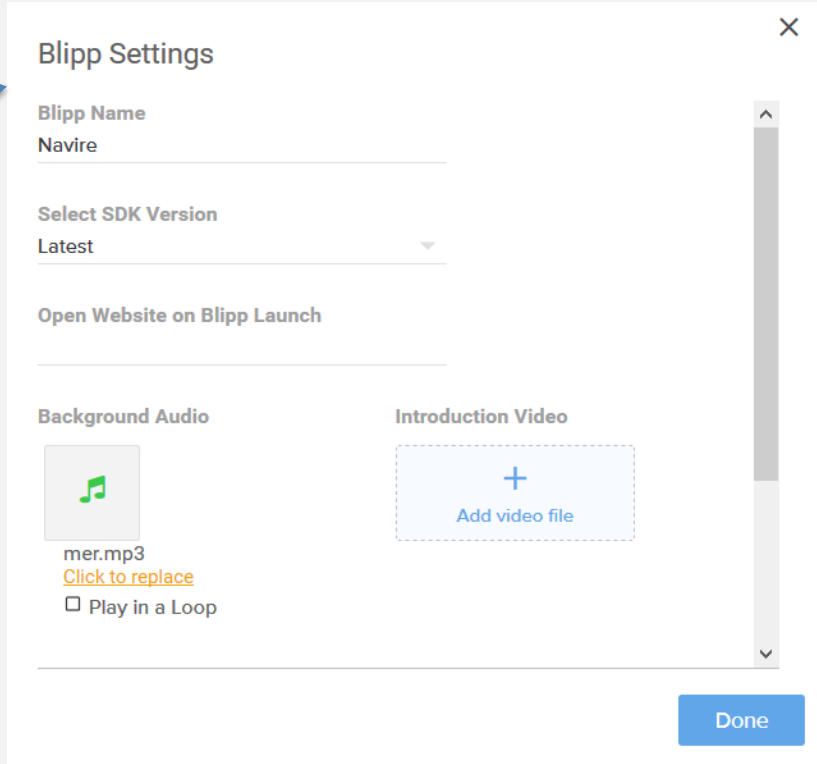 Blipp Settings
Blipp Name
Navire
Select SDK Version
Latest
Open Website on Blipp Launch
Background Audio
Introduction Video
Add video file
mer.mp3
Click to replace
Play in a Loop
Done